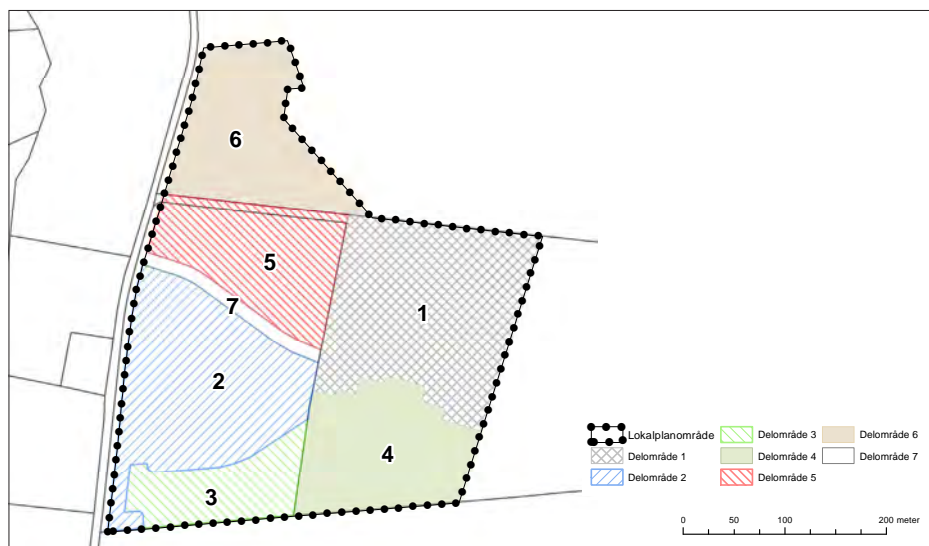 6
5
7
1
2
4
3
Lokalplanområde
Delområde 1
Delområde 2
Delområde 3
Delområde 4
Delområde 5
Delområde 6
Delområde 7
0 50 100 200 meter